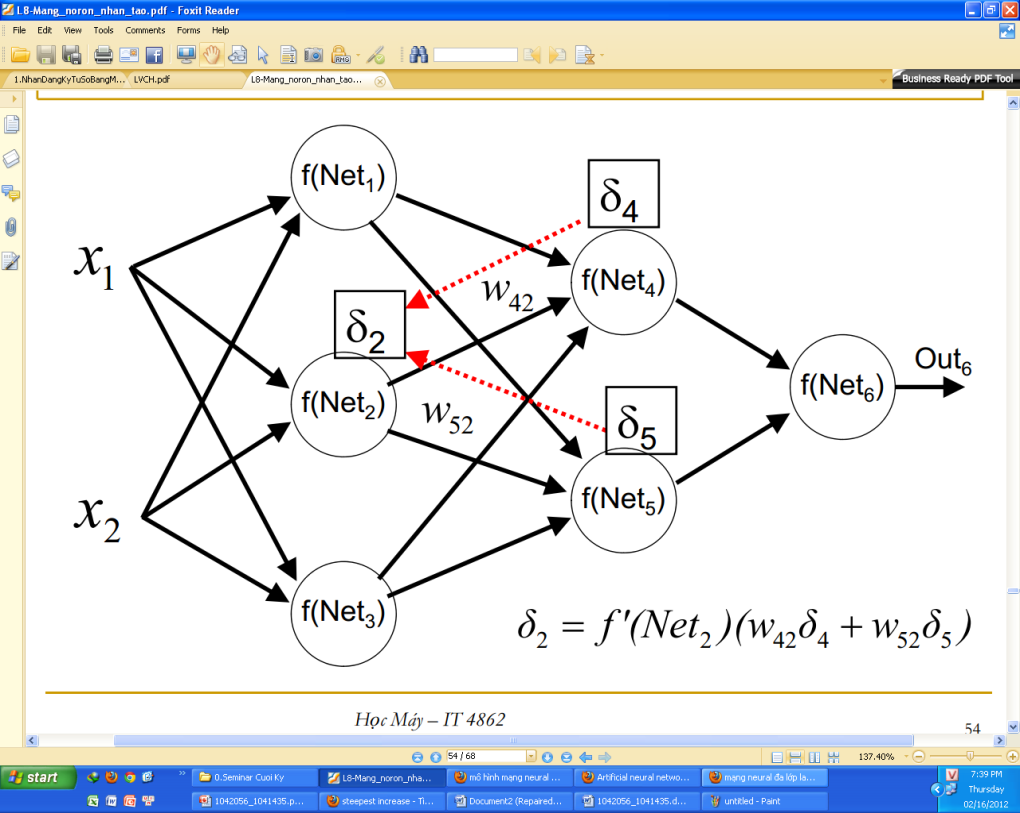 L8-Mang_noron_nhan_tao.pdf - Foxit Reader
File Edit View Tools Comments Forms Help
1.NhanDangKyTuSoBangM... LVCH.pdf L8-Mang_noron_nhan_tao... Business Ready PDF Tool
f(Net1)
δ4
x1
f(Net4)
w42
δ2
Out6
f(Net6)
f(Net2)
w52
δ5
f(Net5)
x2
f(Net3)
δ2 = f'(Net2)(w42δ4 + w52δ5)
Học Máy – IT 4862
54
54 / 68 137.40%
start 0.Seminar Cuoi Ky L8-Mang_noron_nha... mô hình mạng neural ... Artificial neural netwo... mạng neural đa lớp la... 7:39 PM
Thursday
1042056_1041435.p... steepest increase - Ti... Document2 (Repaired... 1042056_1041435.d... untitled - Paint 02/16/2012